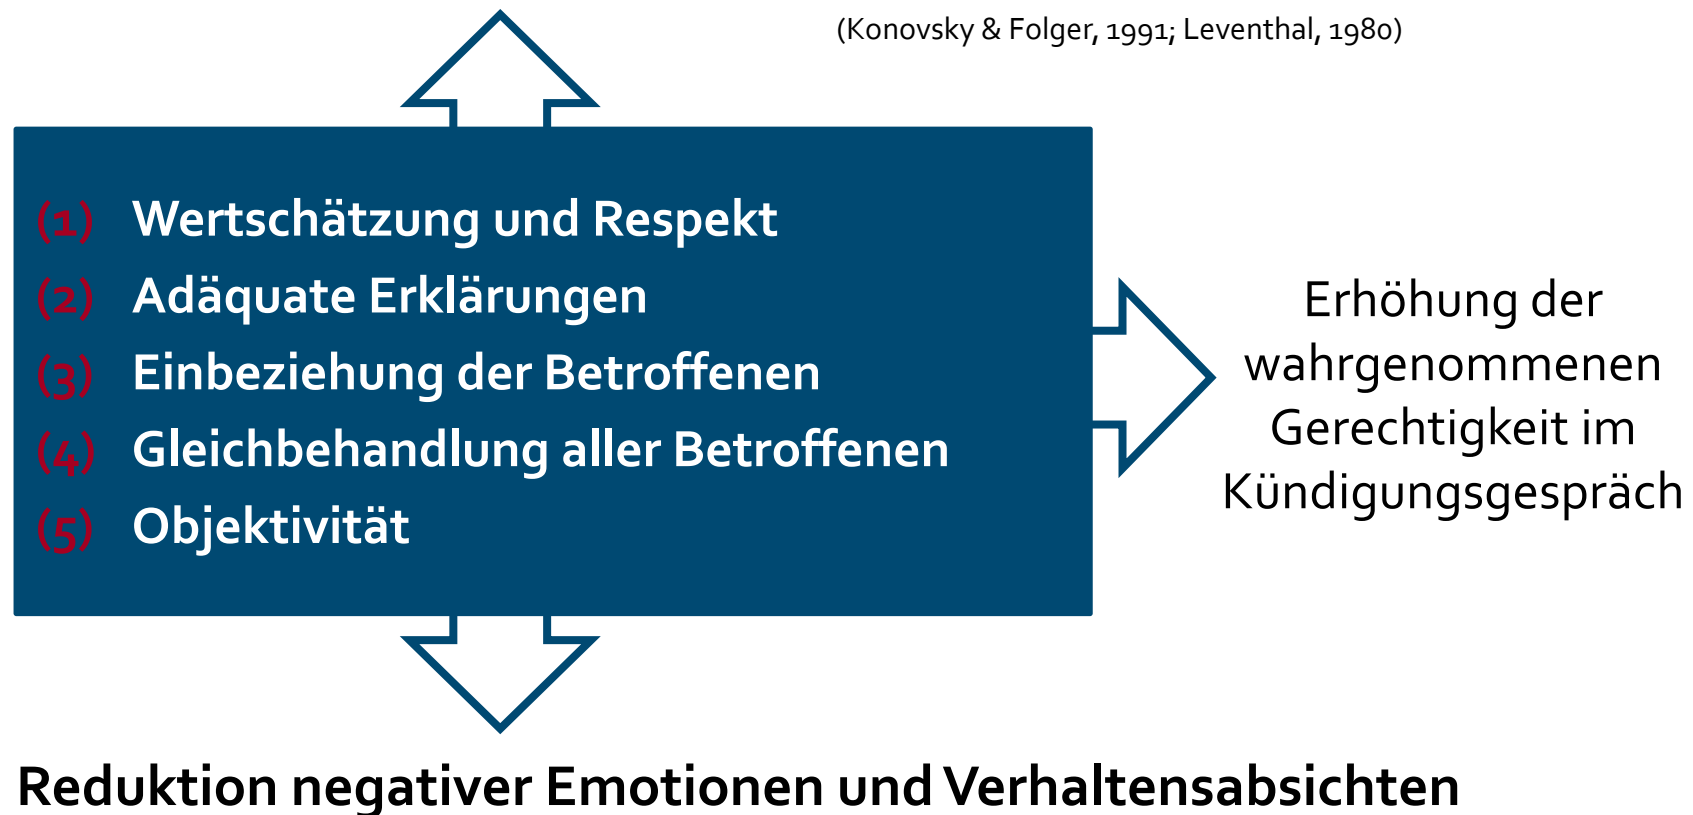 (Konovsky & Folger, 1991; Leventhal, 1980)
(1) Wertschätzung und Respekt
(2) Adäquate Erklärungen
(3) Einbeziehung der Betroffenen
(4) Gleichbehandlung aller Betroffenen
(5) Objektivität
Erhöhung der
wahrgenommenen
Gerechtigkeit im
Kündigungsgespräch
Reduktion negativer Emotionen und Verhaltensabsichten